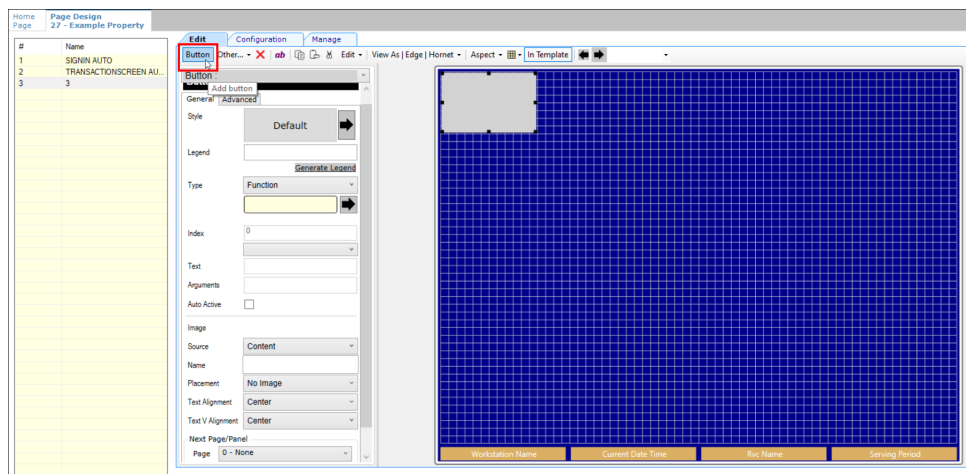 Home
Page
Page Design
27 - Example Property
# Name
1 SIGNIN AUTO
2 TRANSACTIONSCREEN AU...
3 3
Edit Configuration Manage
Button Other... ab Edit View As | Edge | Hornet Aspect In Template
Button :
Add button
General Advanced
Style Default
Legend
Generate Legend
Type Function
Index 0
Text
Arguments
Auto Active
Image
Source Content
Name
Placement No Image
Text Alignment Center
Text V Alignment Center
Next Page/Panel
Page 0 - None
Workstation Name Current Date Time Rvc Name Serving Period